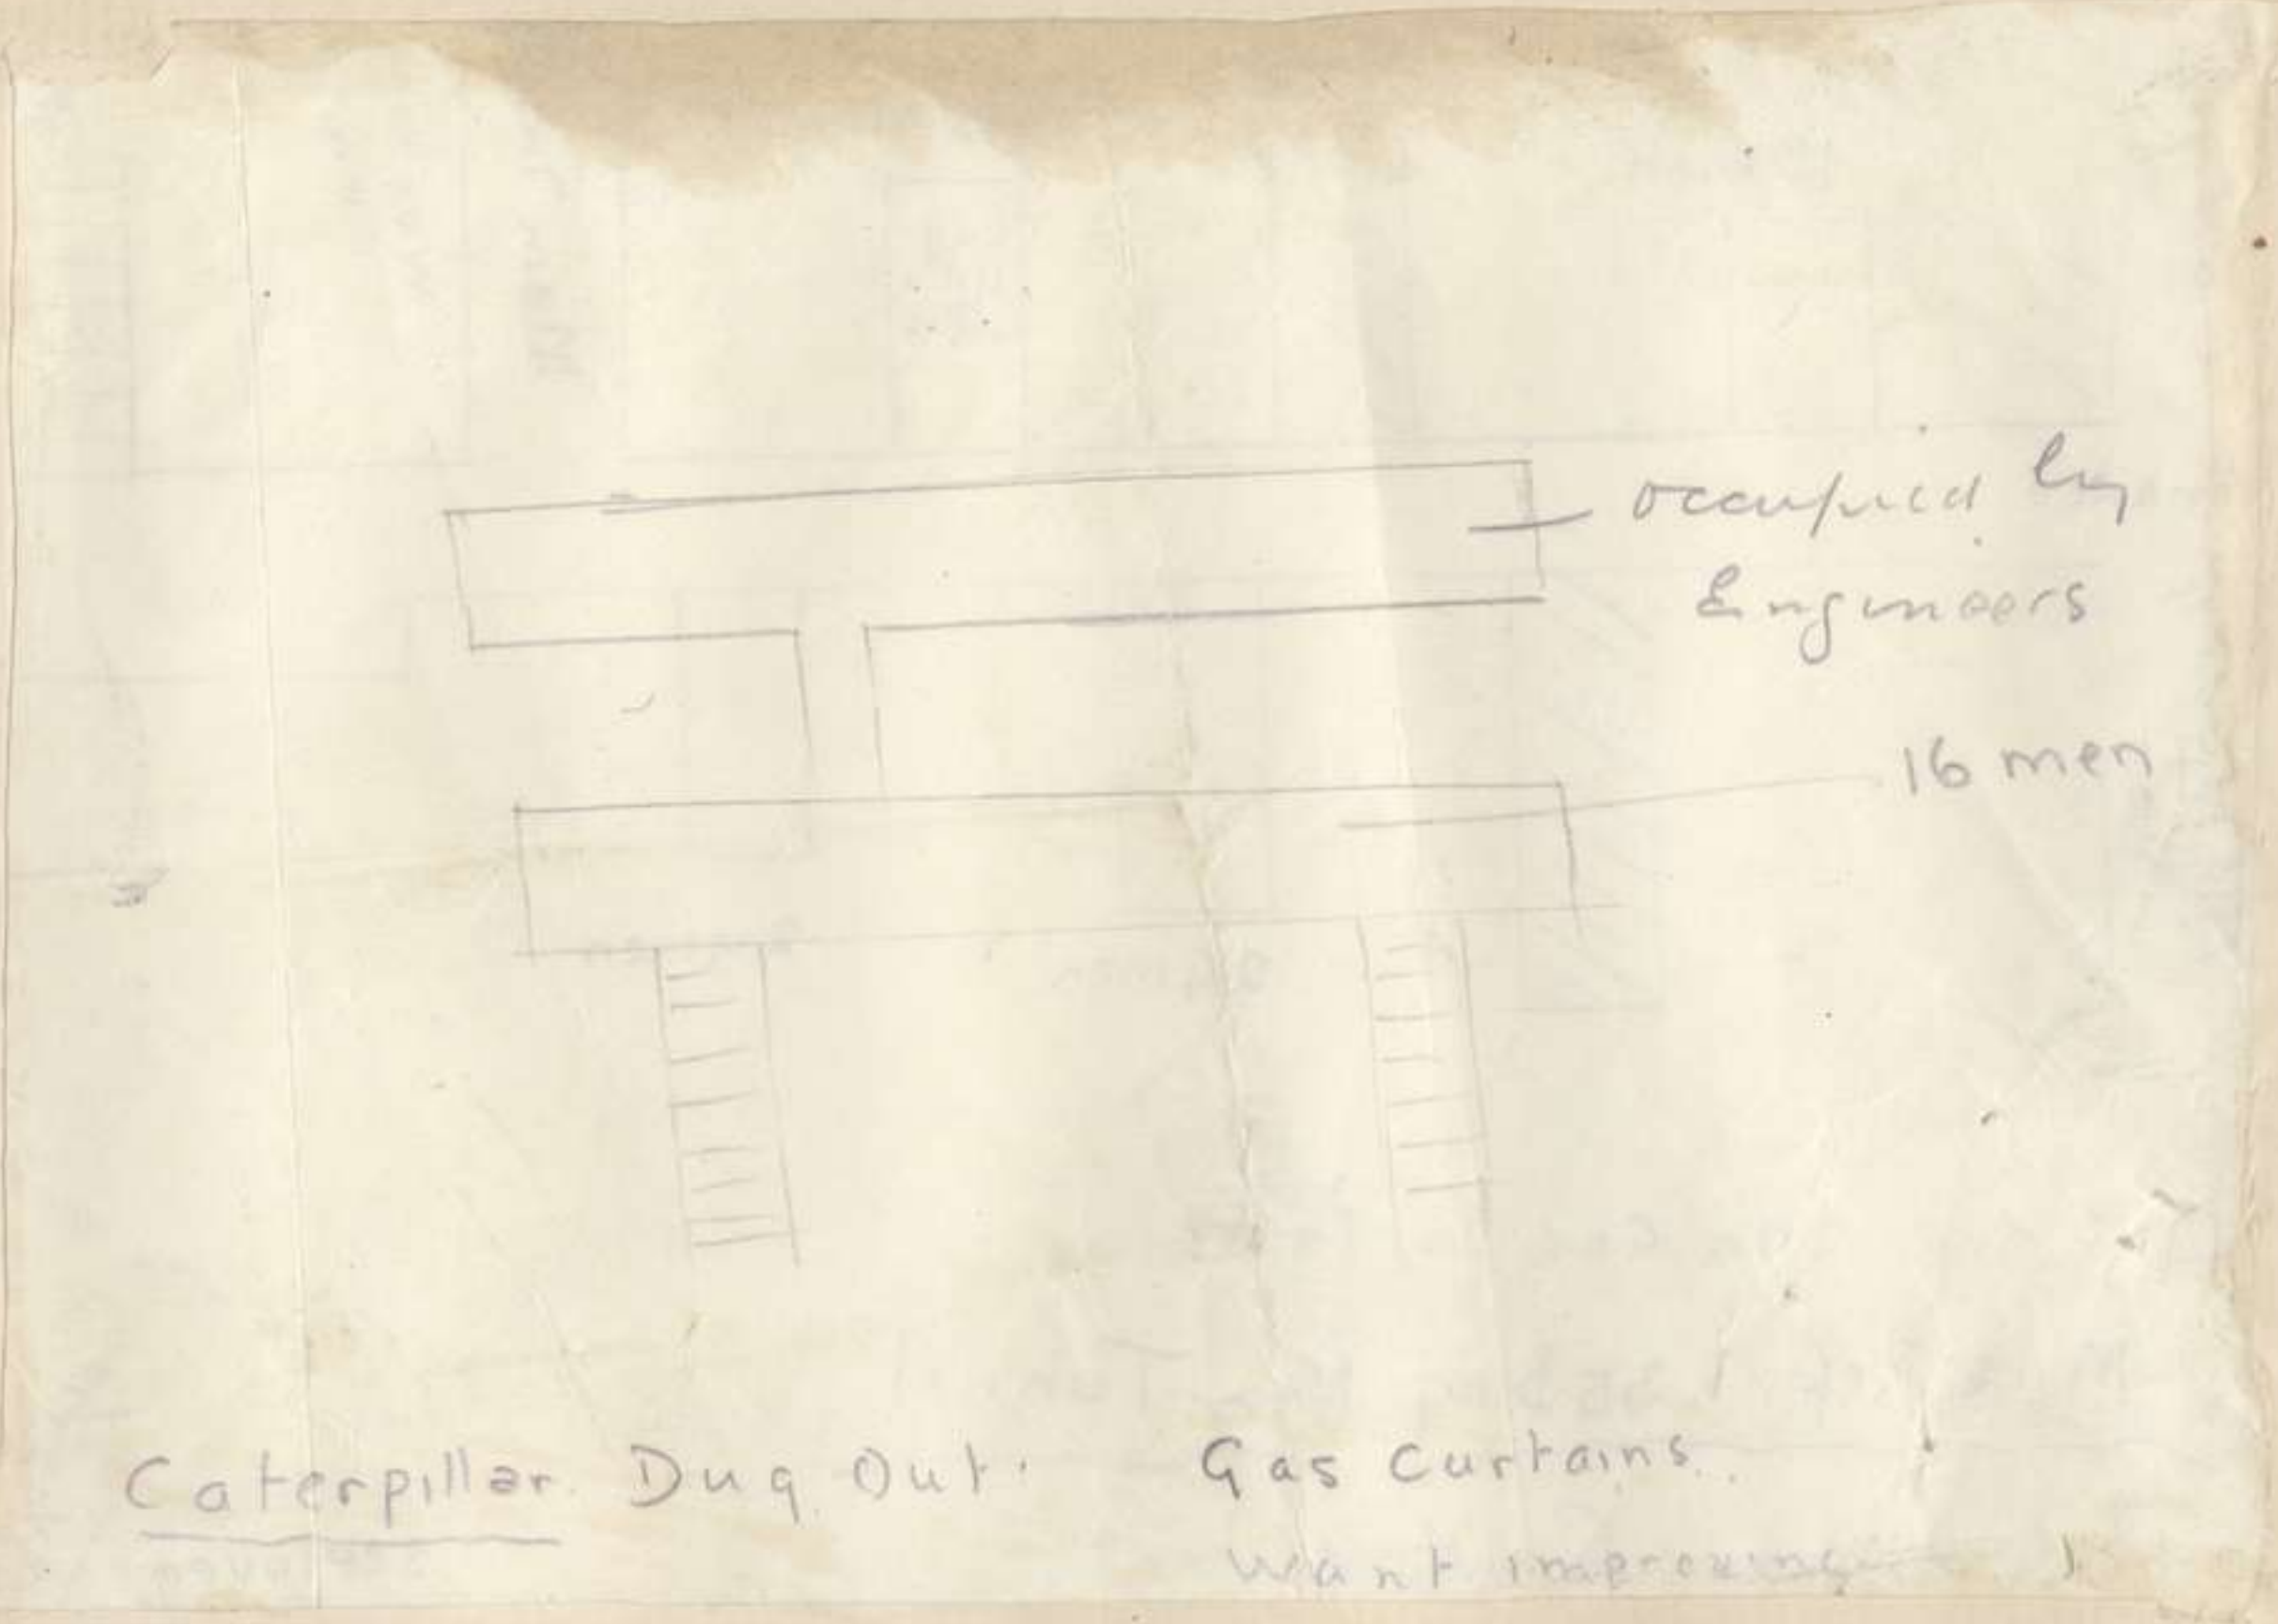 occupied by
Engineers
16 men
Caterpillar Dug Out. Gas Curtains.
Want improving